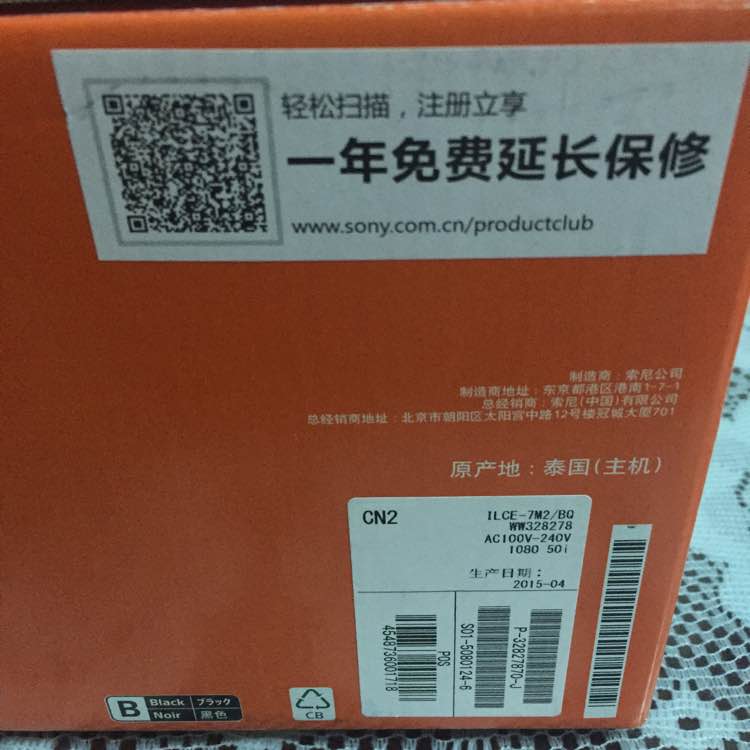 轻松扫描，注册立享
一年免费延长保修
www.sony.com.cn/productclub
制造商：索尼公司
制造商地址：东京都港区港南1-7-1
总经销商：索尼(中国)有限公司
总经销商地址：北京市朝阳区太阳宫中路12号楼冠城大厦701
原产地：泰国(主机)
CN2
ILCE-7M2/BQ
WW328278
AC100V-240V
1080 50i
生产日期：
2015-04
4548736001718
POS
S01-5080124-6
P-32827870-J
B
Black
ブラック
Noir
黑色
CB